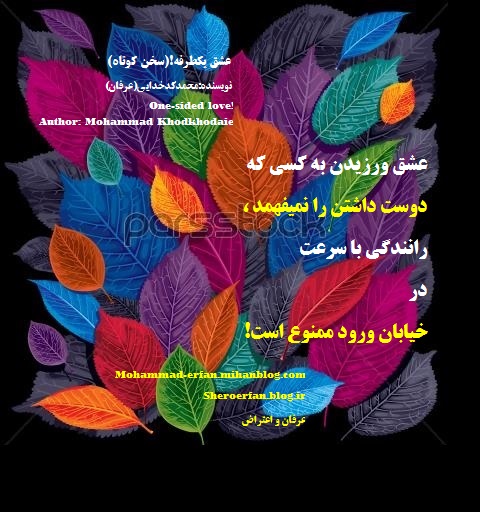 عشق یکطرفه!(سخن کوتاه)
نویسنده:محمدکدخدایی(عرفان)
One-sided love!
Author: Mohammad Khodkhodaie
عشق ورزیدن به کسی که
دوست داشتن را نمیفهمد ،
رانندگی با سرعت
در
خیابان ورود ممنوع است!
Mohammad-erfan.mihanblog.com
Sheroerfan.blog.ir
عرفان و اعتراض